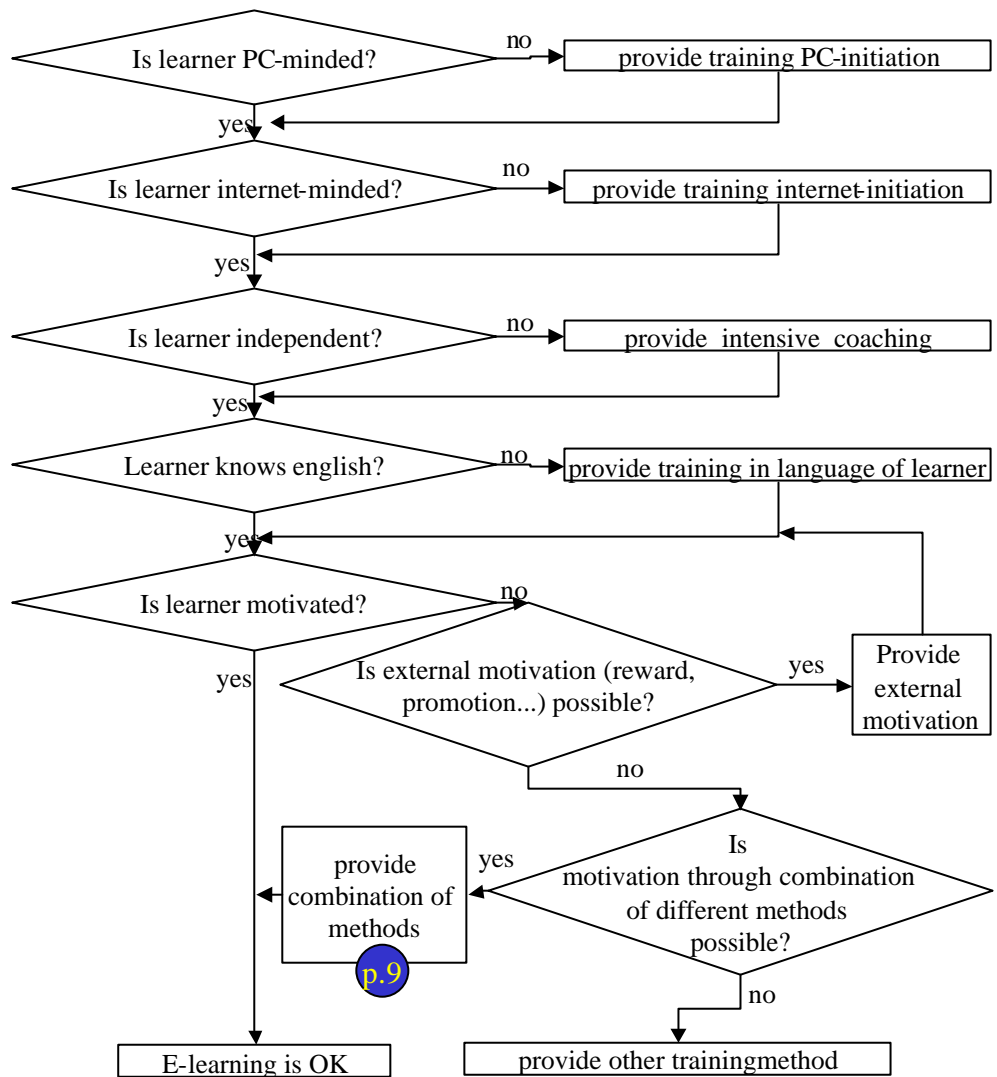 Is learner PC-minded?
no
provide training PC-initiation
yes
Is learner internet-minded?
no
provide training internet-initiation
yes
Is learner independent?
no
provide intensive coaching
yes
Learner knows english?
no
provide training in language of learner
yes
Is learner motivated?
no
yes
Is external motivation (reward,
promotion...) possible?
yes
Provide
external
motivation
no
Is
motivation through combination
of different methods
possible?
yes
provide
combination of
methods
p.9
no
E-learning is OK
provide other trainingmethod